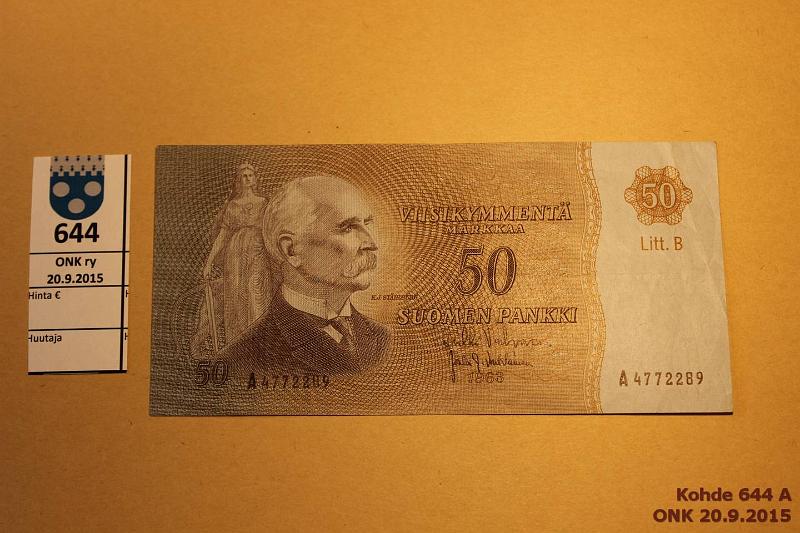 644
ONK ry
20.9.2015
Hinta €
H
Huutaja
H
VIISIKYMMENTÄ
MARKKAA
50
K.J. STÅHLBERG
SUOMEN PANKKI
1963
50
A 4772289
50
Litt. B
A 4772289
Kohde 644 A
ONK 20.9.2015